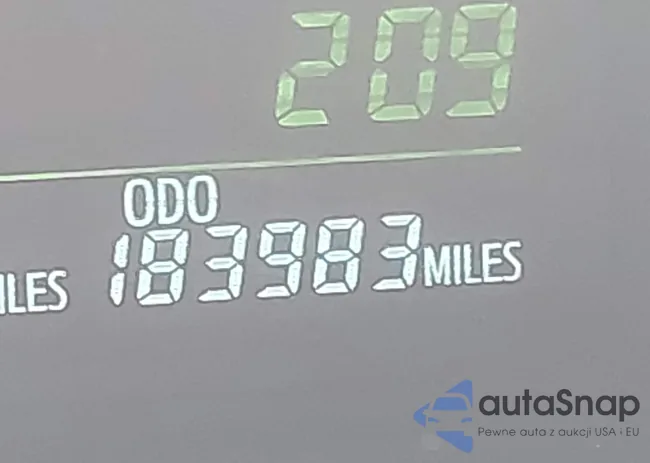 209
ODO
ILES 183983 MILES
autaSnap
Pewne auta z aukcji USA i EU